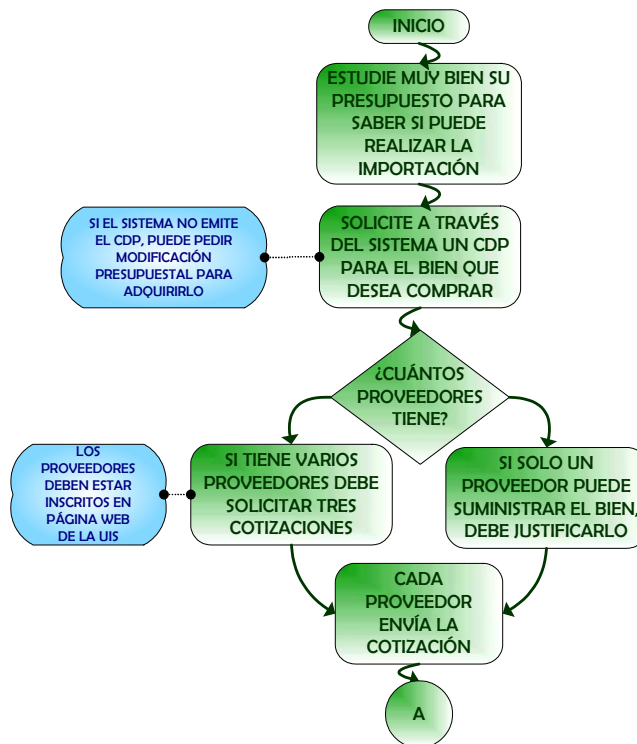 INICIO
ESTUDIE MUY BIEN SU
PRESUPUESTO PARA
SABER SI PUEDE
REALIZAR LA
IMPORTACIÓN
SI EL SISTEMA NO EMITE
EL CDP, PUEDE PEDIR
MODIFICACIÓN
PRESUPUESTAL PARA
ADQUIRIRLO
SOLICITE A TRAVÉS
DEL SISTEMA UN CDP
PARA EL BIEN QUE
DESEA COMPRAR
¿CUÁNTOS
PROVEEDORES
TIENE?
LOS
PROVEEDORES
DEBEN ESTAR
INSCRITOS EN
PÁGINA WEB
DE LA UIS
SI TIENE VARIOS
PROVEEDORES DEBE
SOLICITAR TRES
COTIZACIONES
SI SOLO UN
PROVEEDOR PUEDE
SUMINISTRAR EL BIEN,
DEBE JUSTIFICARLO
CADA
PROVEEDOR
ENVÍA LA
COTIZACIÓN
A